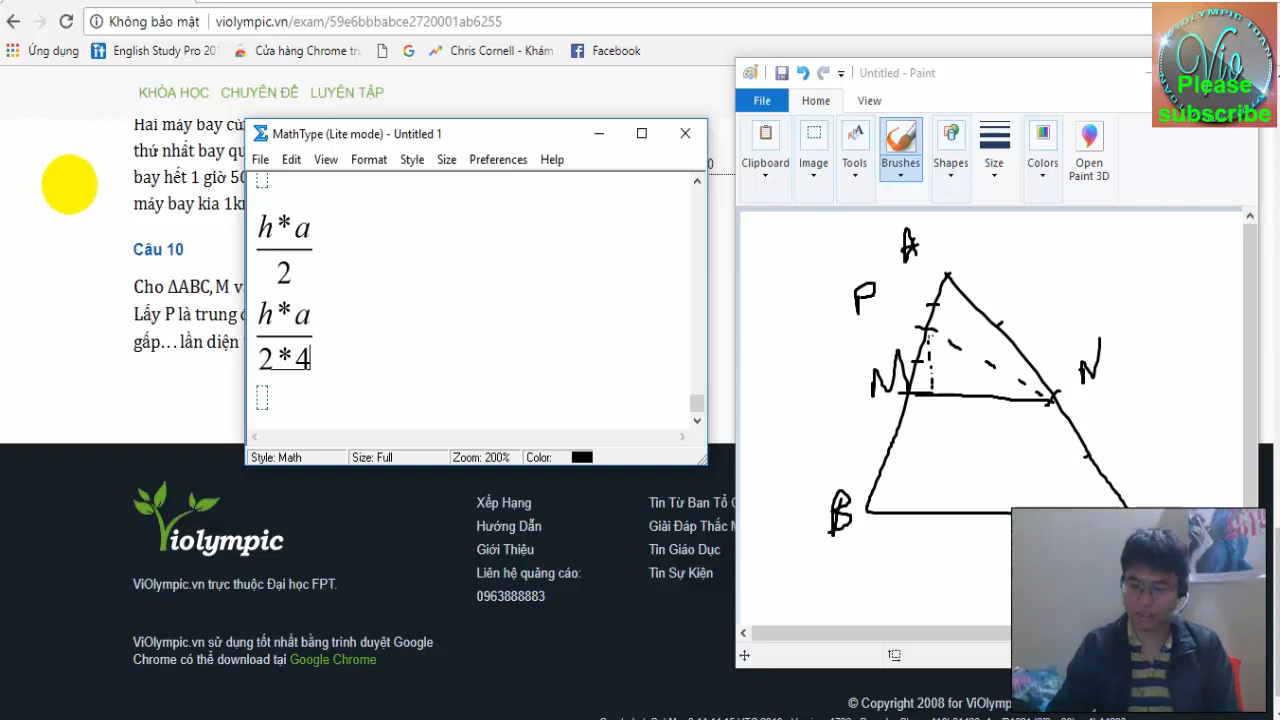 Không bảo mật
violympic.vn/exam/59e6bbbabce2720001ab6255
Ứng dụng
English Study Pro 201
Cửa hàng Chrome trự
Chris Cornell - Khám
Facebook
KHÓA HỌC
CHUYÊN ĐỀ
LUYỆN TẬP
Hai máy bay cù
thứ nhất bay qu
bay hết 1 giờ 50
máy bay kia 1k
Câu 10
Cho ΔABC, M v
Lấy P là trung đ
gấp… lần diện
MathType (Lite mode) - Untitled 1
File Edit View Format Style Size Preferences Help
h * a
2
h * a
2 * 4
Style: Math
Size: Full
Zoom: 200%
Color:
Untitled - Paint
File Home View
Clipboard
Image
Tools
Brushes
Shapes
Size
Colors
Open
Paint 3D
A
P
M
N
B
Vio
Please
subscribe
iolympic
ViOlympic.vn trực thuộc Đại học FPT.
ViOlympic.vn sử dụng tốt nhất bằng trình duyệt Google
Chrome có thể download tại Google Chrome
Xếp Hạng
Hướng Dẫn
Giới Thiệu
Liên hệ quảng cáo:
0963888883
Tin Từ Ban Tổ
Giải Đáp Thắc
Tin Giáo Dục
Tin Sự Kiện
© Copyright 2008 for ViOlym